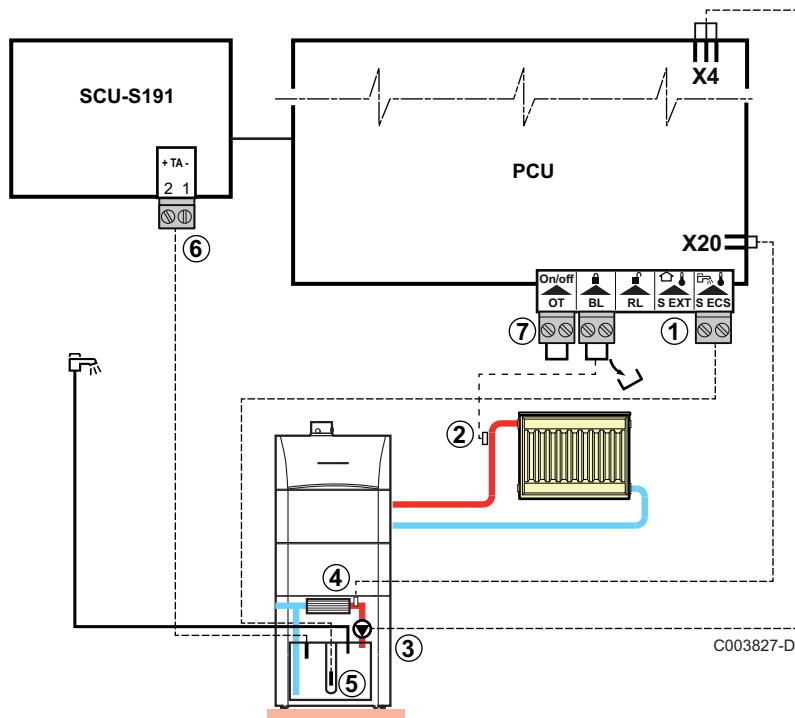 X4
SCU-S191
+ TA -
2 1
PCU
6
X20
On/off
OT BL RL S EXT S ECS
7
1
2
4
3
5
C003827-D